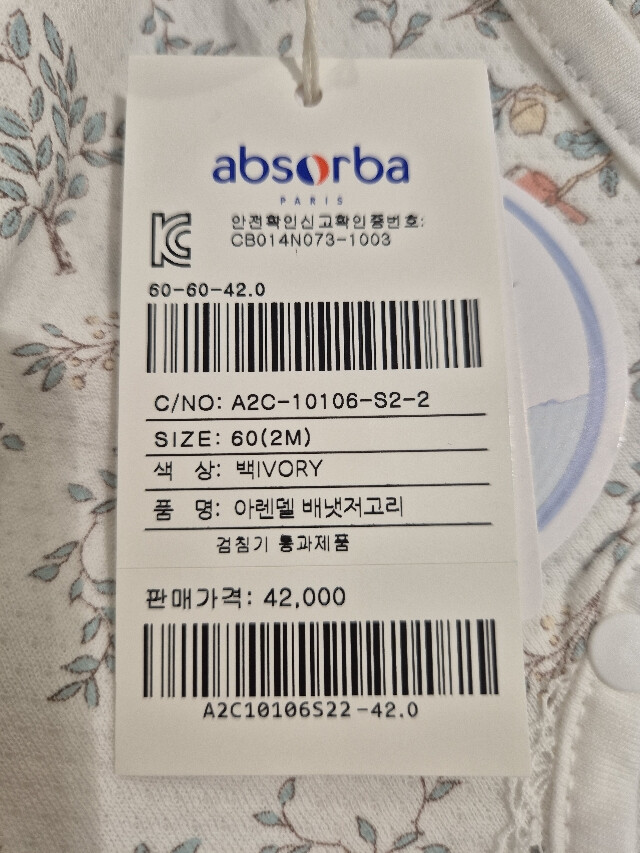 absorba
PARIS
안전확인신고확인증번호:
CB014N073-1003
60-60-42.0
C/NO: A2C-10106-S2-2
SIZE: 60(2M)
색 상: 백IVORY
품 명: 아렌델 배냇저고리
검침기 통과제품
판매가격: 42,000
A2C10106S22-42.0